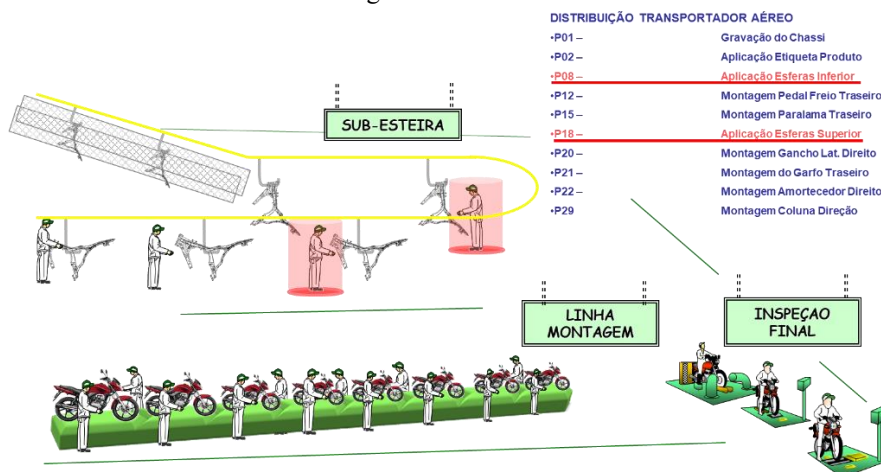 DISTRIBUIÇÃO TRANSPORTADOR AÉREO
•P01 – Gravação do Chassi
•P02 – Aplicação Etiqueta Produto
•P08 – Aplicação Esferas Inferior
•P12 – Montagem Pedal Freio Traseiro
•P15 – Montagem Paralama Traseiro
•P18 – Aplicação Esferas Superior
•P20 – Montagem Gancho Lat. Direito
•P21 – Montagem do Garfo Traseiro
•P22 – Montagem Amortecedor Direito
•P29 Montagem Coluna Direção
SUB-ESTEIRA
LINHA
MONTAGEM
INSPEÇAO
FINAL